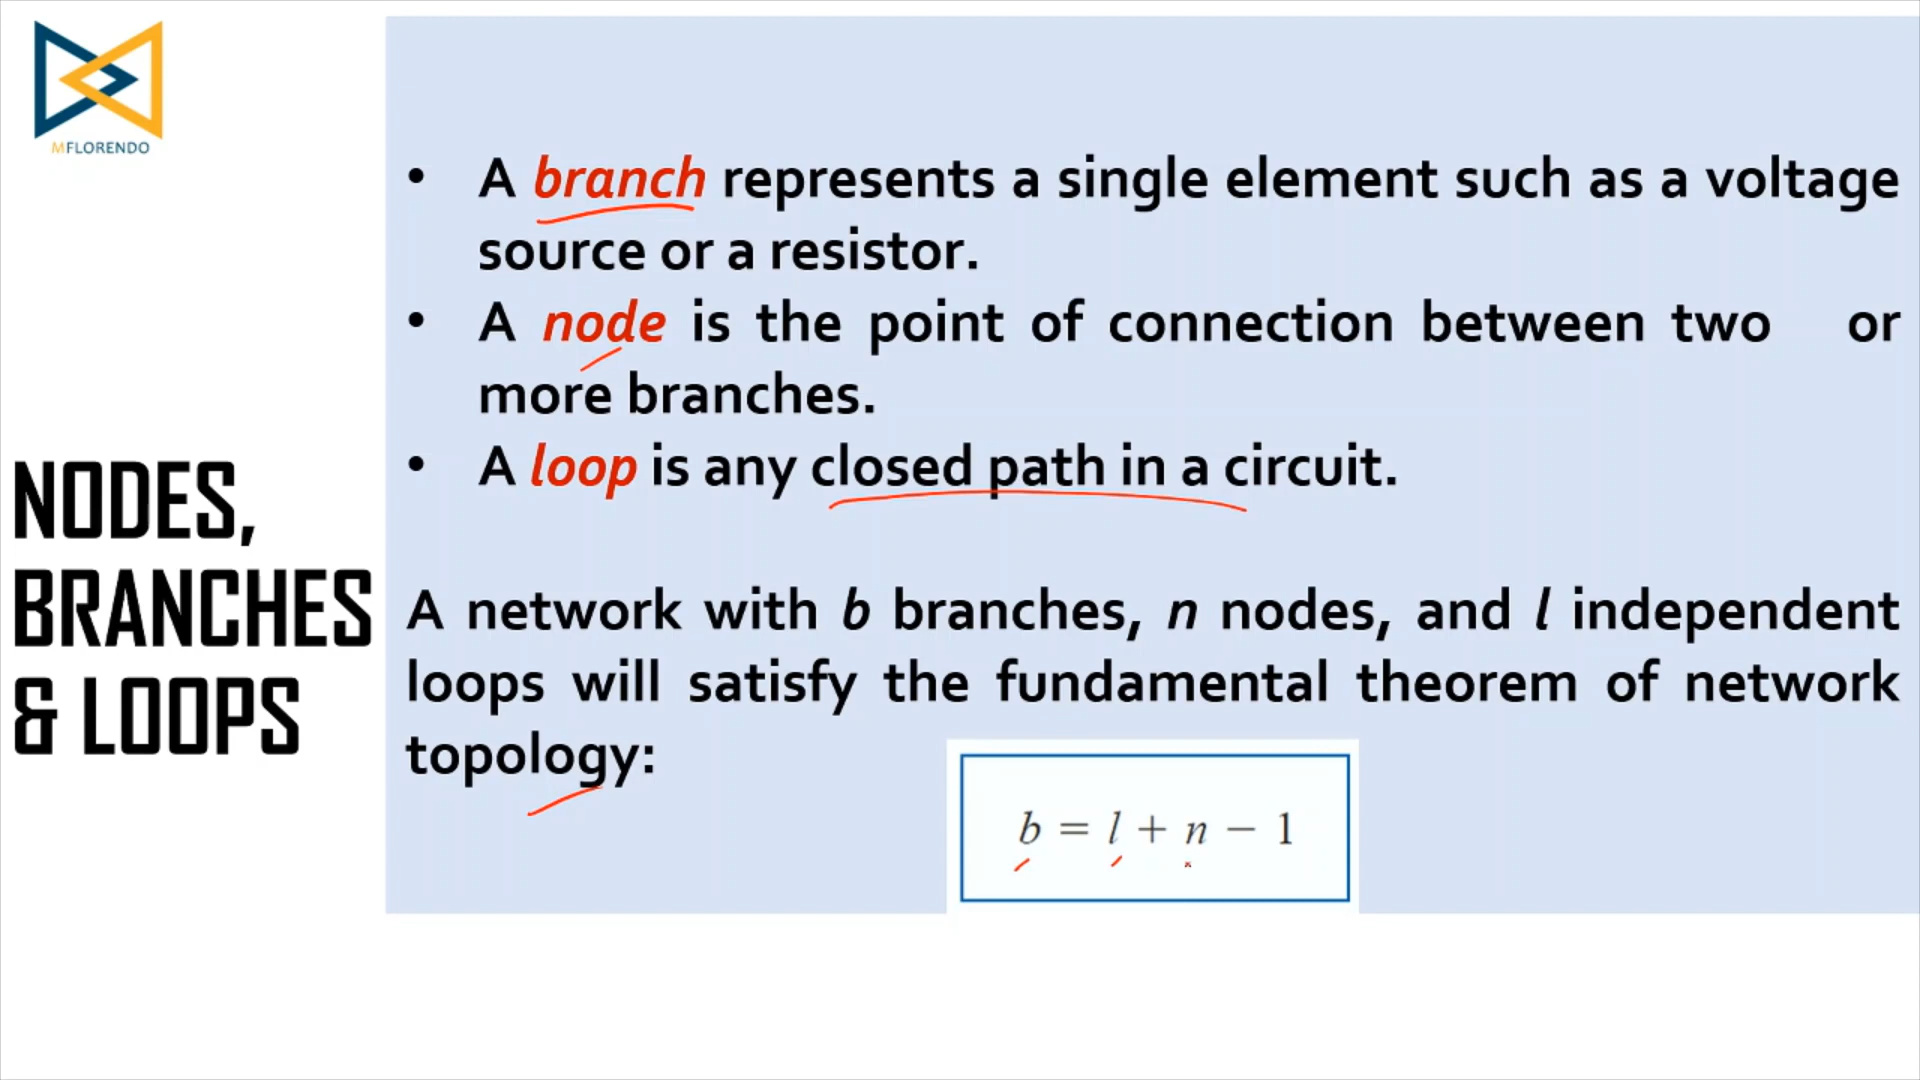 MFLORENDO
NODES,
BRANCHES
& LOOPS
• A branch represents a single element such as a voltage
source or a resistor.
• A node is the point of connection between two or
more branches.
• A loop is any closed path in a circuit.
A network with b branches, n nodes, and l independent
loops will satisfy the fundamental theorem of network
topology:
b = l + n − 1